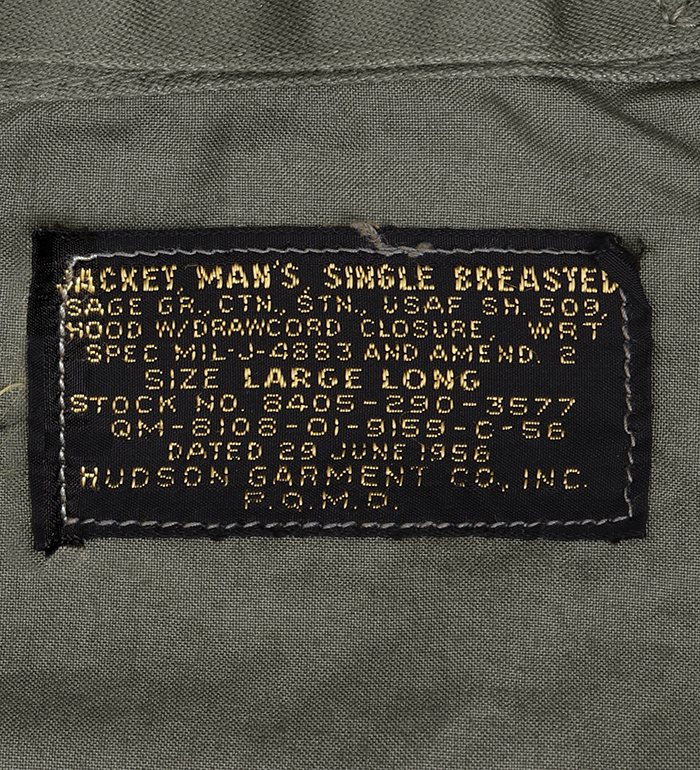 JACKET, MAN'S, SINGLE BREASTED
SAGE GR., CTN., STN., USAF SH. 509,
HOOD W/DRAWCORD CLOSURE, WRT
SPEC MIL-J-4883 AND AMEND. 2
SIZE LARGE LONG
STOCK NO. 8405-290-3577
QM-8108-OI-9159-C-56
DATED 29 JUNE 1956
HUDSON GARMENT CO., INC.
P.Q.M.D.